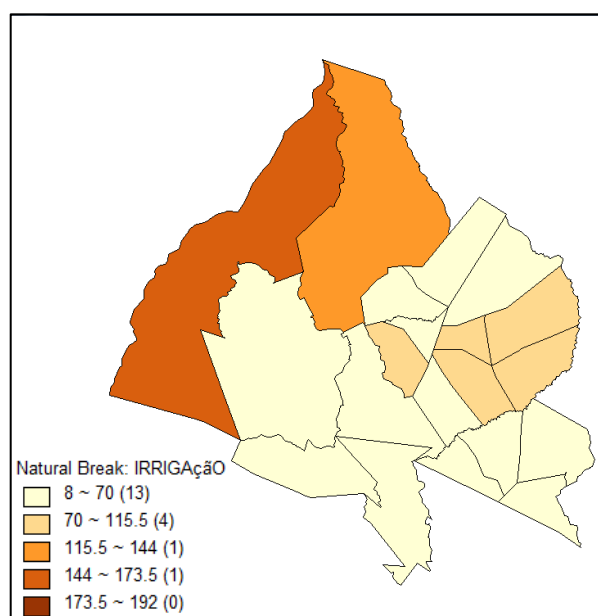 Natural Break: IRRIGAçãO
8 ~ 70 (13)
70 ~ 115.5 (4)
115.5 ~ 144 (1)
144 ~ 173.5 (1)
173.5 ~ 192 (0)